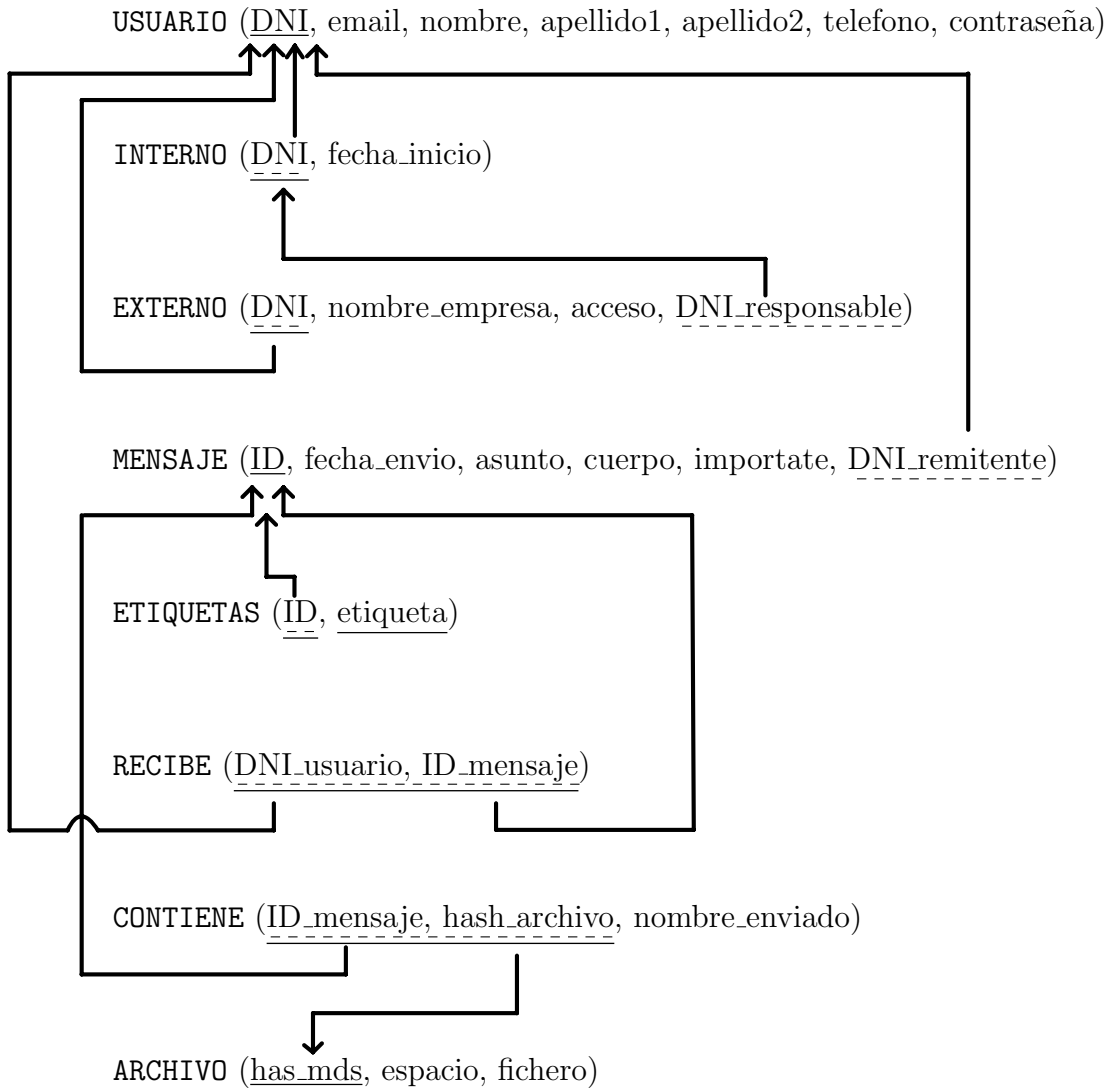 USUARIO (DNI, email, nombre, apellido1, apellido2, telefono, contraseña)
INTERNO (DNI, fecha_inicio)
EXTERNO (DNI, nombre_empresa, acceso, DNI_responsable)
MENSAJE (ID, fecha_envio, asunto, cuerpo, importate, DNI_remitente)
ETIQUETAS (ID, etiqueta)
RECIBE (DNI_usuario, ID_mensaje)
CONTIENE (ID_mensaje, hash_archivo, nombre_enviado)
ARCHIVO (has_mds, espacio, fichero)